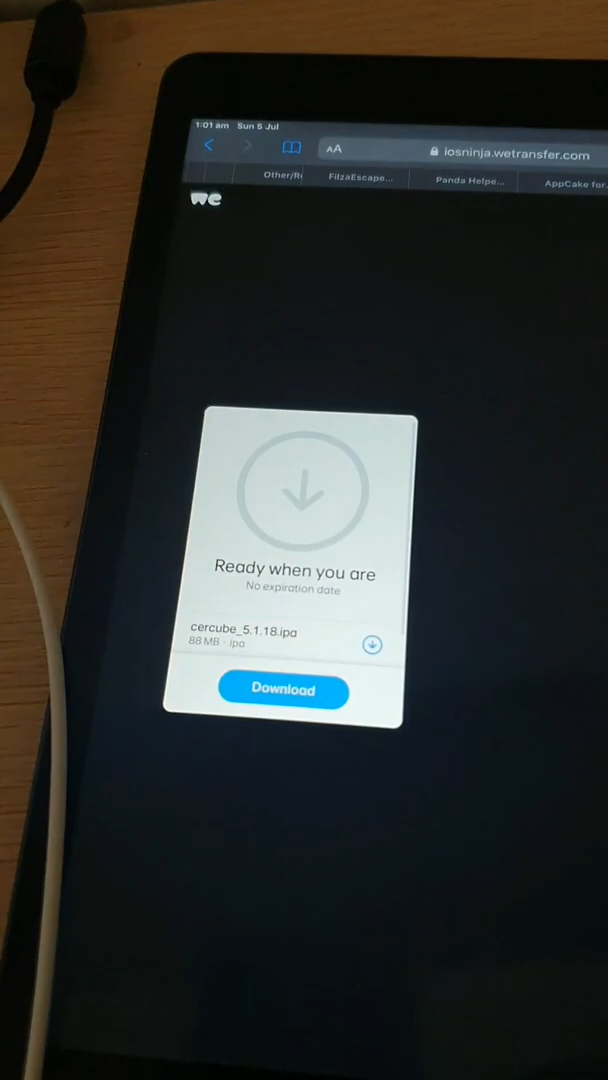 1:01 am Sun 5 Jul
AA iosninja.wetransfer.com
Other/R FilzaEscape... Panda Helpe... AppCake for
we
Ready when you are
No expiration date
cercube_5.1.18.ipa
88 MB · ipa
Download